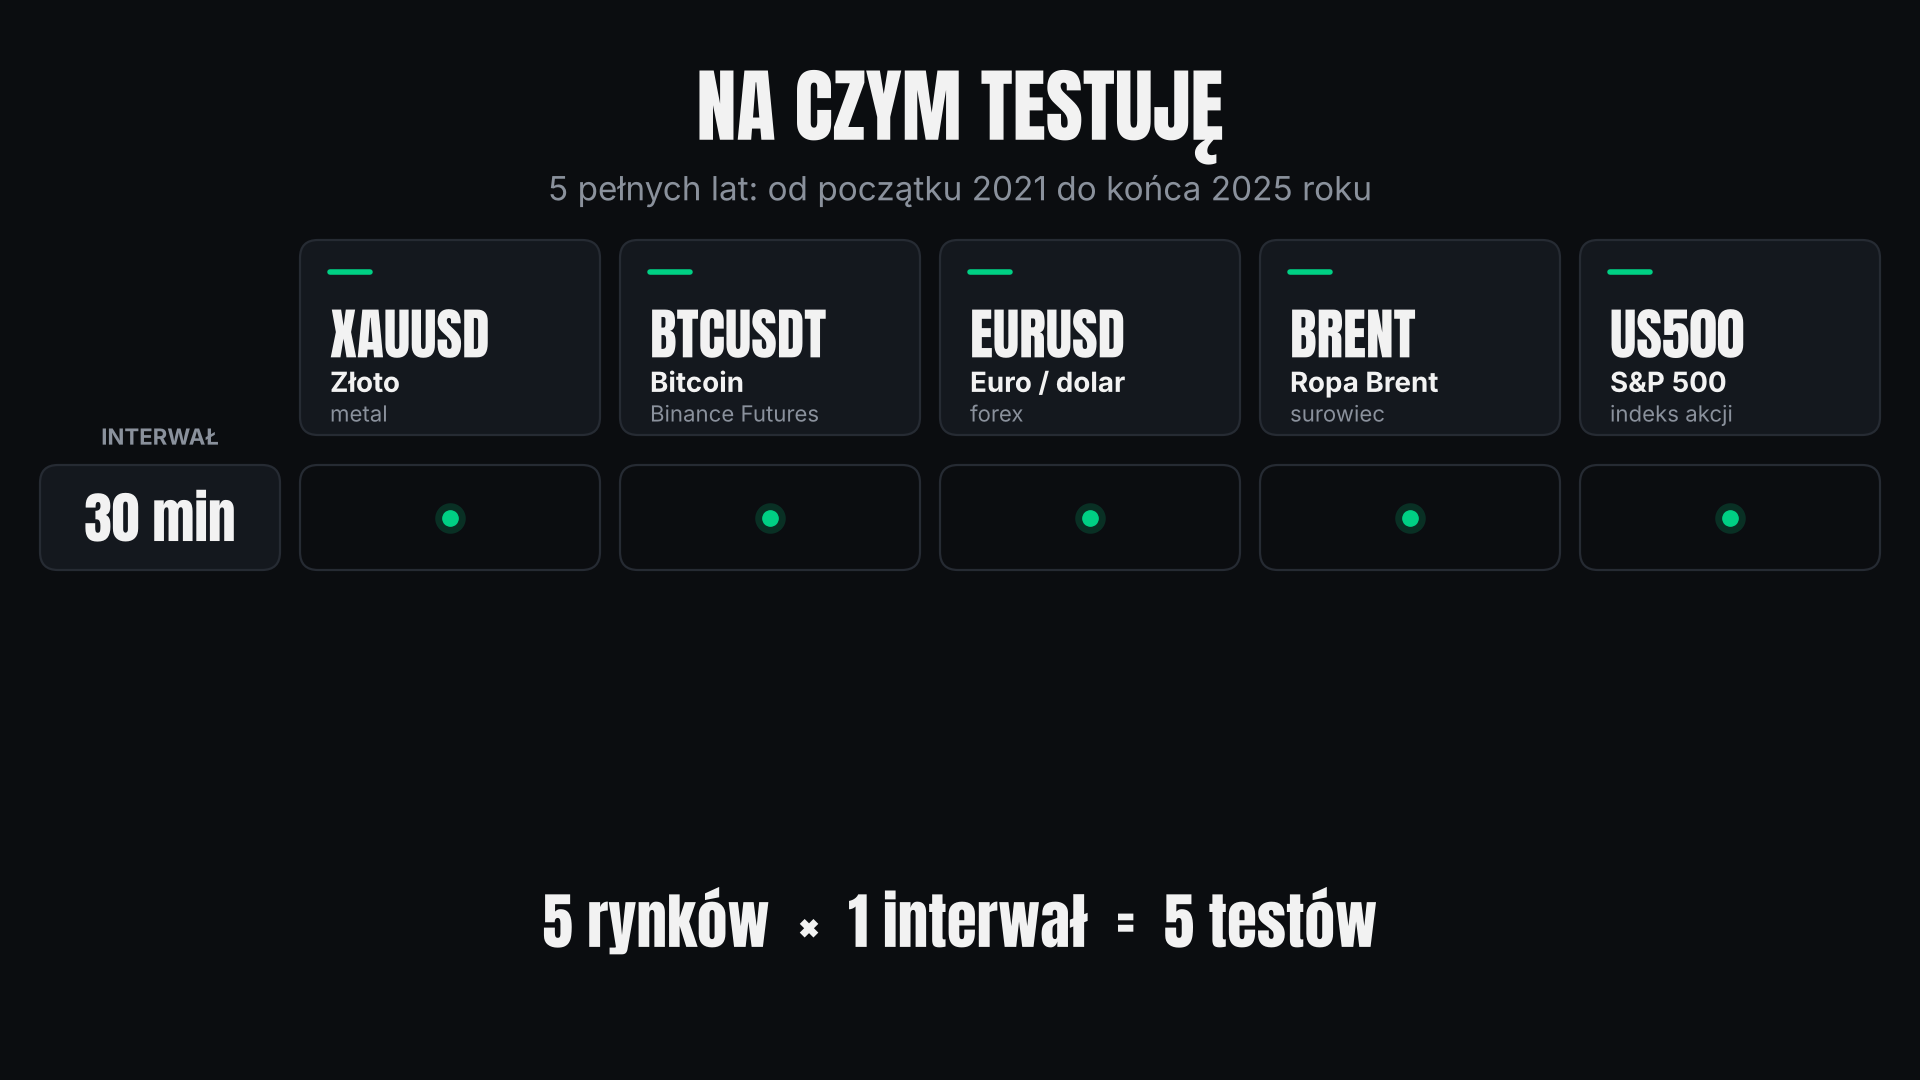 NA CZYM TESTUJĘ
5 pełnych lat: od początku 2021 do końca 2025 roku
XAUUSD
Złoto
metal
BTCUSDT
Bitcoin
Binance Futures
EURUSD
Euro / dolar
forex
BRENT
Ropa Brent
surowiec
US500
S&P 500
indeks akcji
INTERWAŁ
30 min
5 rynków × 1 interwał = 5 testów